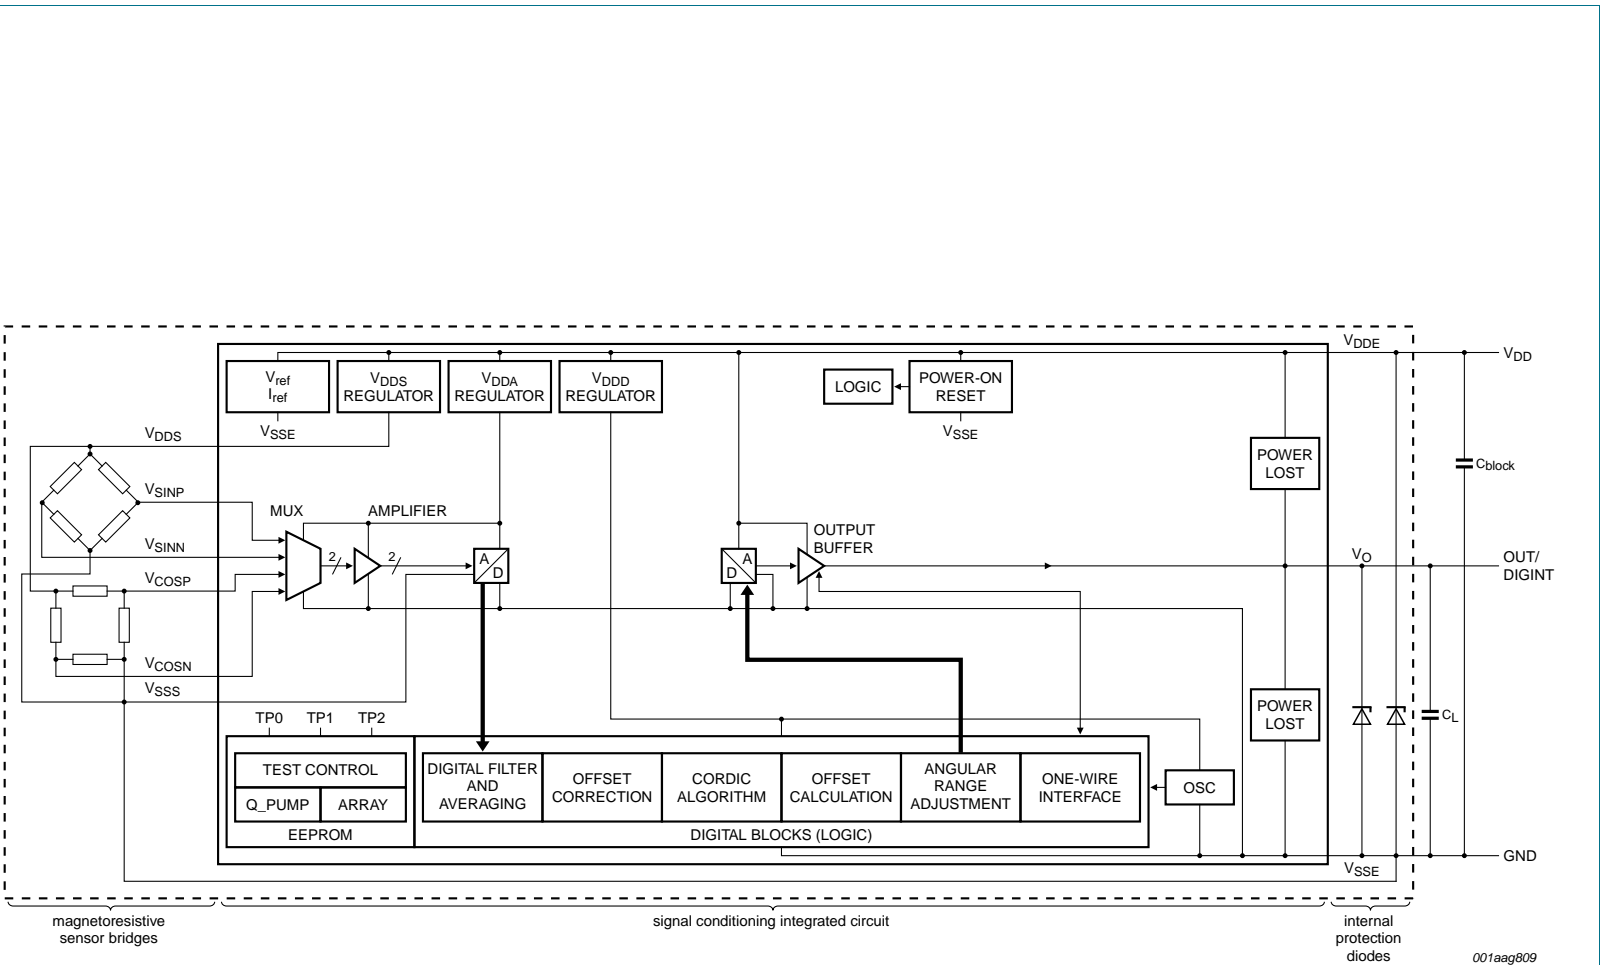 VDDE
VDD
Vref
Iref
VDDS
REGULATOR
VDDA
REGULATOR
VDDD
REGULATOR
LOGIC
POWER-ON
RESET
VSSE
VSSE
VDDS
POWER
LOST
Cblock
VSINP
MUX
AMPLIFIER
OUTPUT
BUFFER
VSINN
2
2
A
D
A
D
VO
OUT/
DIGINT
VCOSP
VCOSN
VSSS
TP0
TP1
TP2
POWER
LOST
CL
TEST CONTROL
Q_PUMP
ARRAY
EEPROM
DIGITAL FILTER
AND
AVERAGING
OFFSET
CORRECTION
CORDIC
ALGORITHM
OFFSET
CALCULATION
ANGULAR
RANGE
ADJUSTMENT
ONE-WIRE
INTERFACE
OSC
DIGITAL BLOCKS (LOGIC)
GND
VSSE
magnetoresistive
sensor bridges
signal conditioning integrated circuit
internal
protection
diodes
001aag809